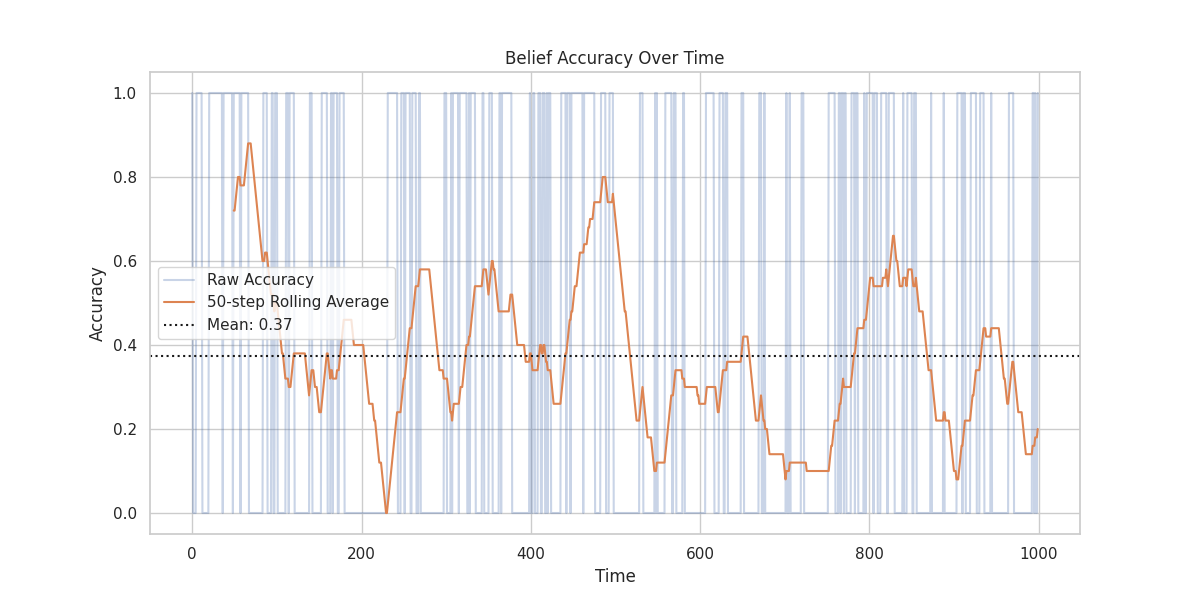 Belief Accuracy Over Time
1.0
0.8
0.6
0.4
0.2
0.0
Accuracy
Raw Accuracy
50-step Rolling Average
Mean: 0.37
0
200
400
600
800
1000
Time